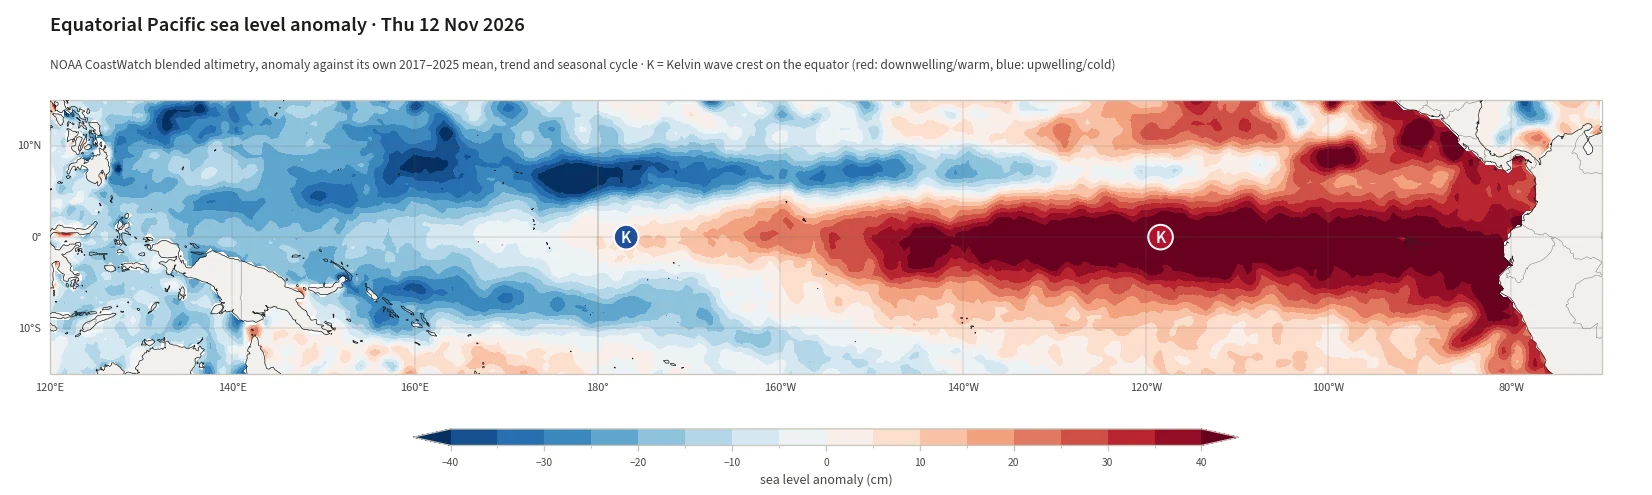 Equatorial Pacific sea level anomaly · Thu 12 Nov 2026
NOAA CoastWatch blended altimetry, anomaly against its own 2017–2025 mean, trend and seasonal cycle · K = Kelvin wave crest on the equator (red: downwelling/warm, blue: upwelling/cold)
10°N
0°
K
K
10°S
120°E 140°E 160°E 180° 160°W 140°W 120°W 100°W 80°W
−40 −30 −20 −10 0 10 20 30 40
sea level anomaly (cm)